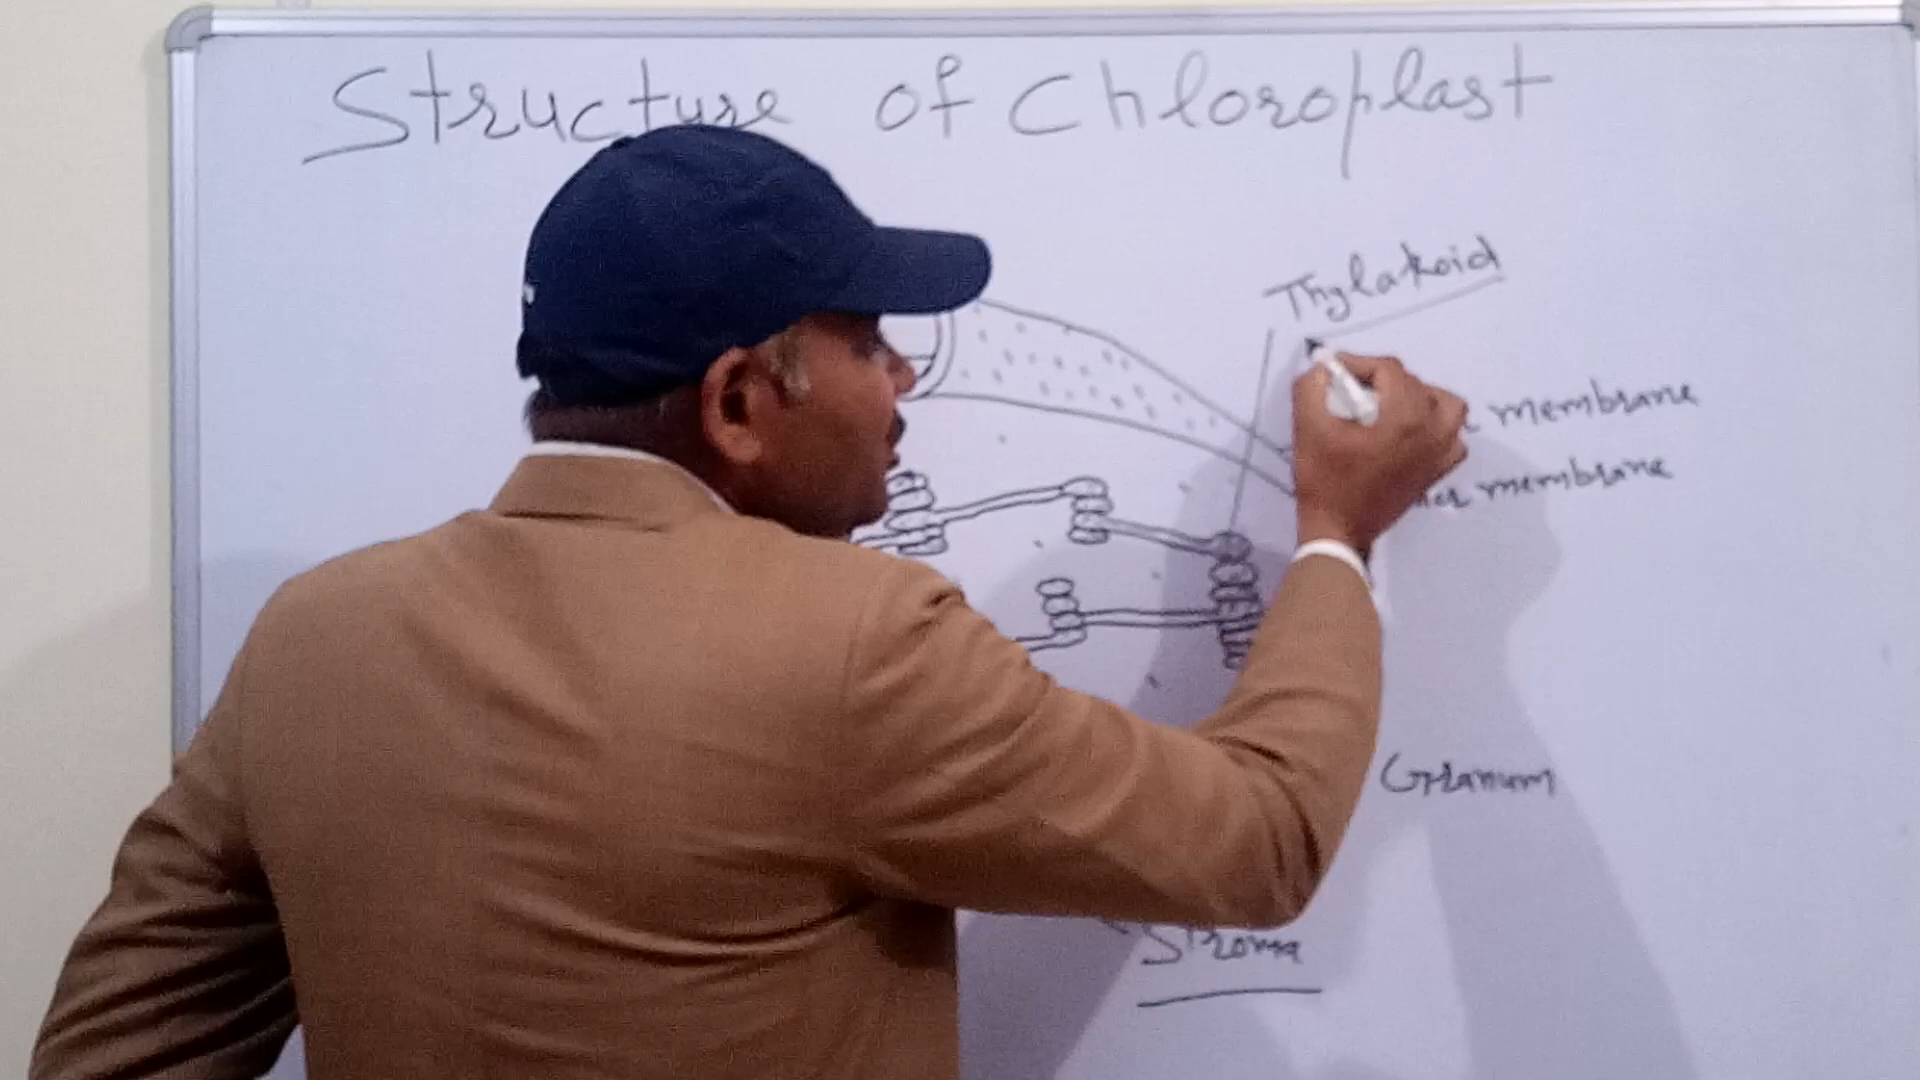 Structure of Chloroplast
Thylakoid
membrane
membrane
Granum
Stroma